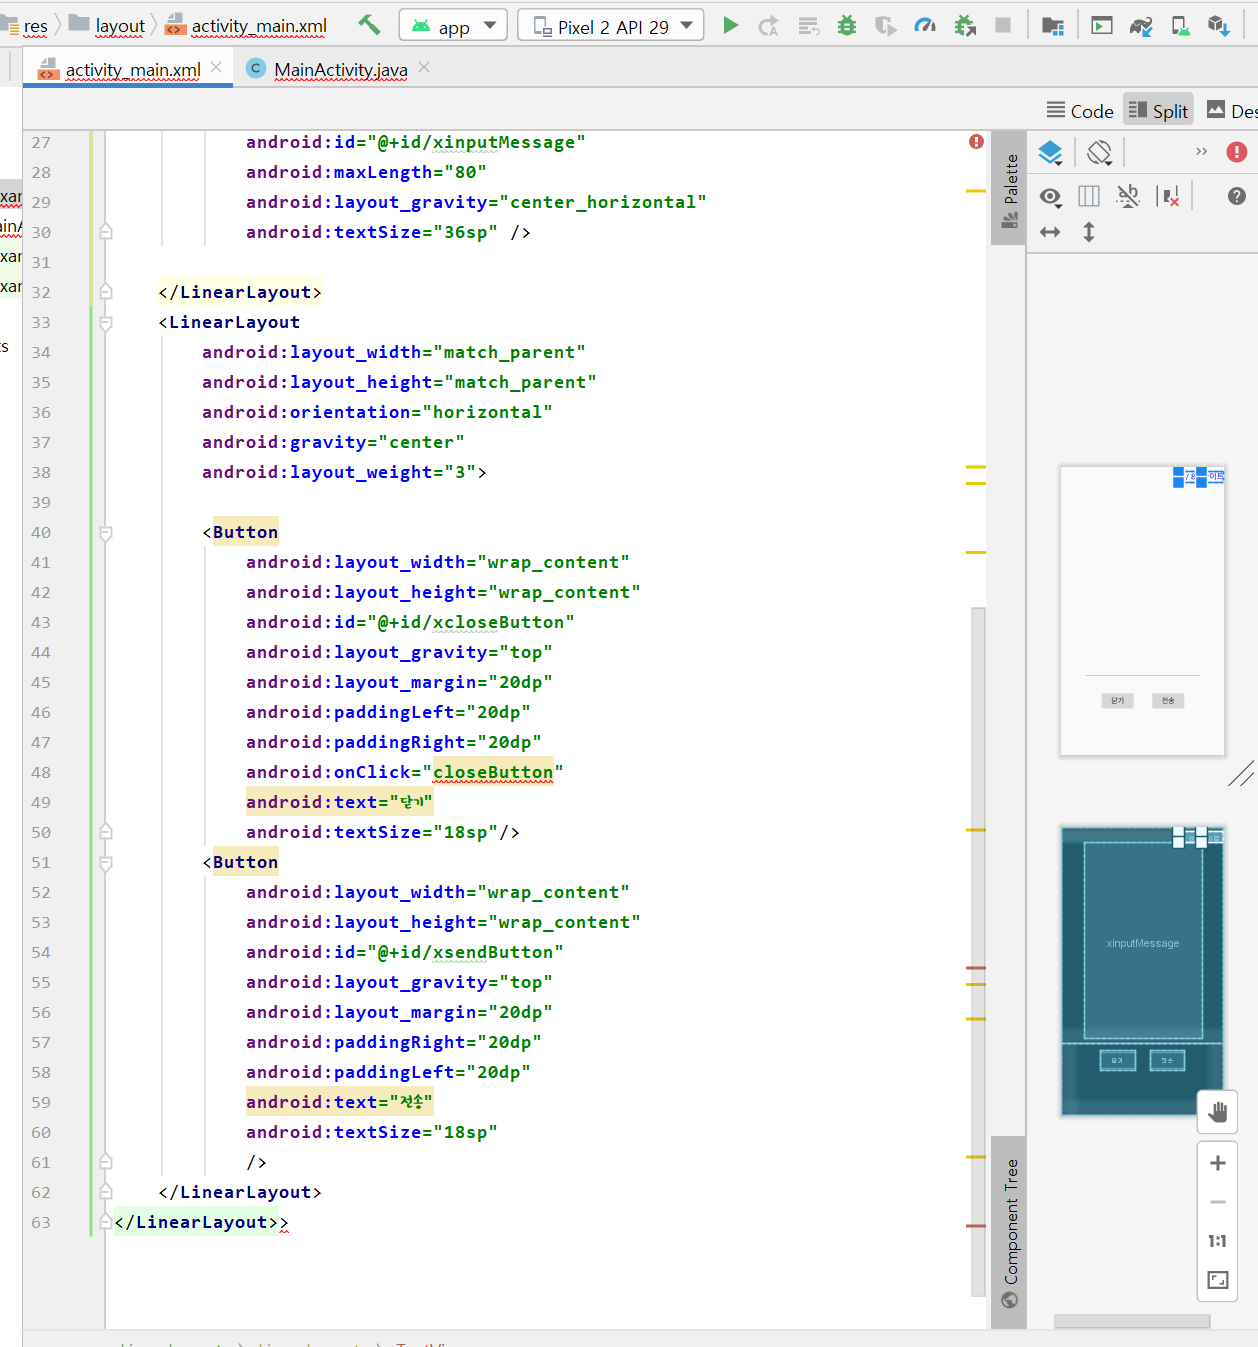 res layout activity_main.xml app Pixel 2 API 29
activity_main.xml MainActivity.java
Code Split Des
27 android:id="@+id/xinputMessage"
28 android:maxLength="80"
29 android:layout_gravity="center_horizontal"
30 android:textSize="36sp" />
31
32 </LinearLayout>
33 <LinearLayout
34 android:layout_width="match_parent"
35 android:layout_height="match_parent"
36 android:orientation="horizontal"
37 android:gravity="center"
38 android:layout_weight="3">
39
40 <Button
41 android:layout_width="wrap_content"
42 android:layout_height="wrap_content"
43 android:id="@+id/xcloseButton"
44 android:layout_gravity="top"
45 android:layout_margin="20dp"
46 android:paddingLeft="20dp"
47 android:paddingRight="20dp"
48 android:onClick="closeButton"
49 android:text="닫기"
50 android:textSize="18sp"/>
51 <Button
52 android:layout_width="wrap_content"
53 android:layout_height="wrap_content"
54 android:id="@+id/xsendButton"
55 android:layout_gravity="top"
56 android:layout_margin="20dp"
57 android:paddingRight="20dp"
58 android:paddingLeft="20dp"
59 android:text="전송"
60 android:textSize="18sp"
61 />
62 </LinearLayout>
63 </LinearLayout>>
Palette
닫기 전송
xinputMessage
1:1
Component Tree